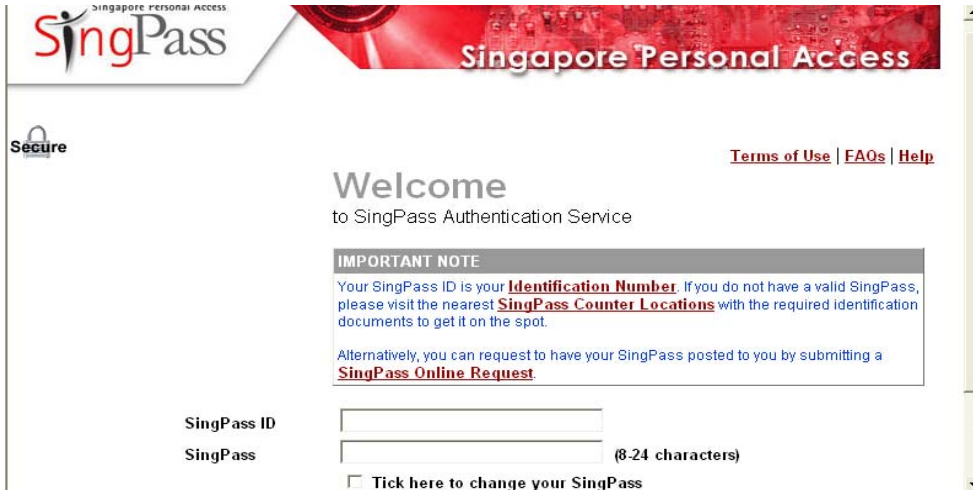 Singapore Personal Access
SingPass
Singapore Personal Access
Secure
Terms of Use | FAQs | Help
Welcome
to SingPass Authentication Service
IMPORTANT NOTE
Your SingPass ID is your Identification Number. If you do not have a valid SingPass,
please visit the nearest SingPass Counter Locations with the required identification
documents to get it on the spot.
Alternatively, you can request to have your SingPass posted to you by submitting a
SingPass Online Request.
SingPass ID
SingPass (8-24 characters)
Tick here to change your SingPass